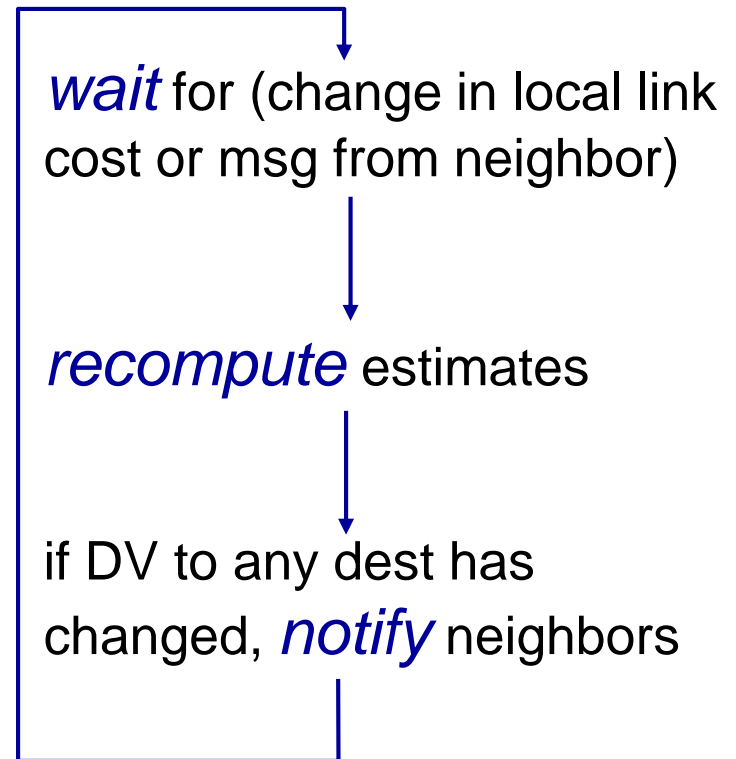 wait for (change in local link
cost or msg from neighbor)
recompute estimates
if DV to any dest has
changed, notify neighbors